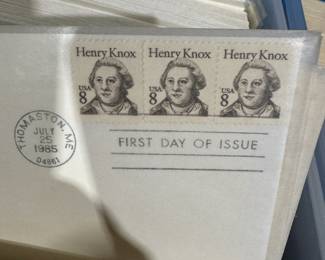 Henry Knox Henry Knox Henry Knox
USA 8 USA 8 USA 8
THOMASTON, ME
JULY
25
1985
04861
FIRST DAY OF ISSUE